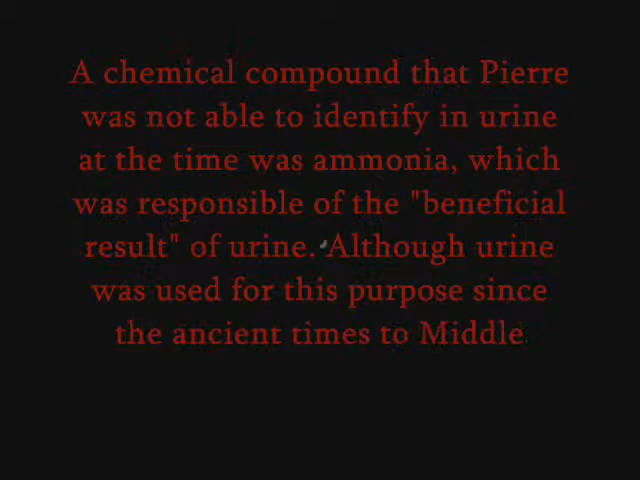 A chemical compound that Pierre
was not able to identify in urine
at the time was ammonia, which
was responsible of the "beneficial
result" of urine. Although urine
was used for this purpose since
the ancient times to Middle